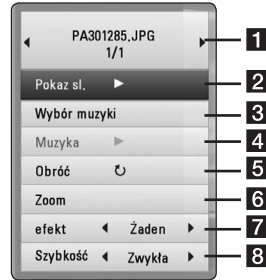 PA301285.JPG 1
1/1
Pokaz sl. 2
Wybór muzyki 3
Muzyka 4
Obróć 5
Zoom 6
efekt Żaden 7
Szybkość Zwykła 8